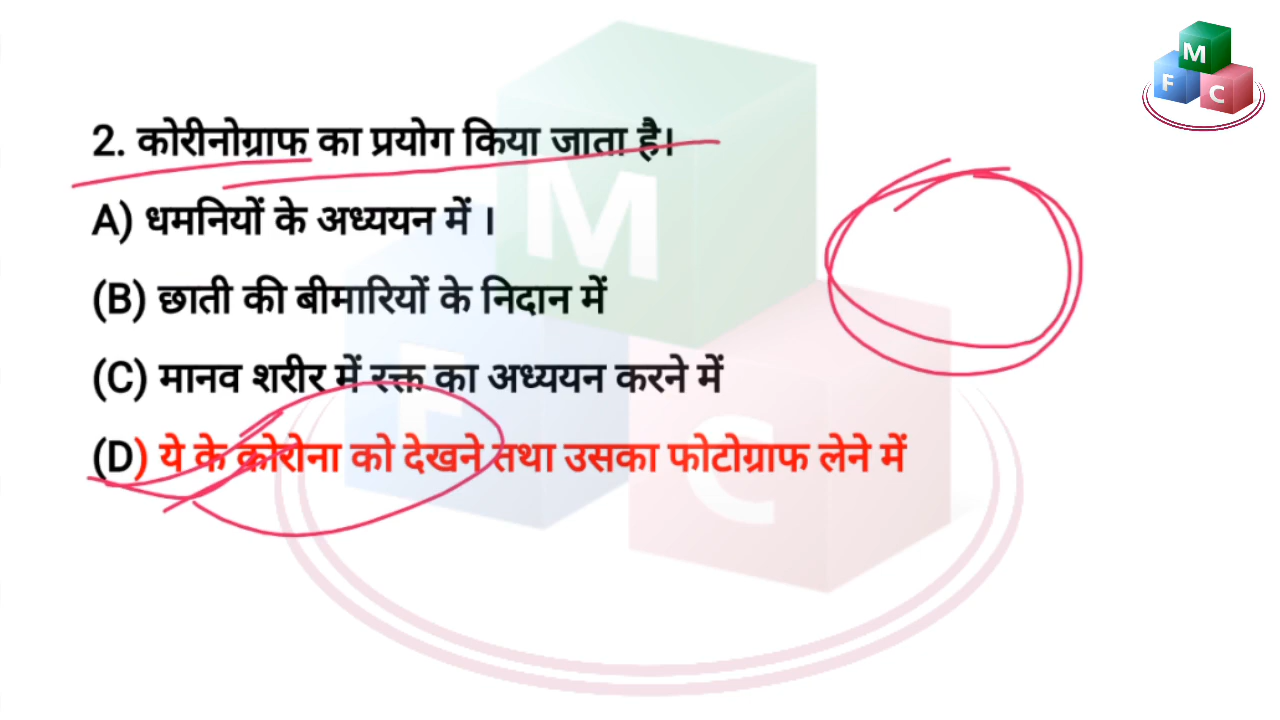 2. कोरीनोग्राफ का प्रयोग किया जाता है।
A) धमनियों के अध्ययन में ।
(B) छाती की बीमारियों के निदान में
(C) मानव शरीर में रक्त का अध्ययन करने में
(D) ये के कोरोना को देखने तथा उसका फोटोग्राफ लेने में
M
F C
M
F
C